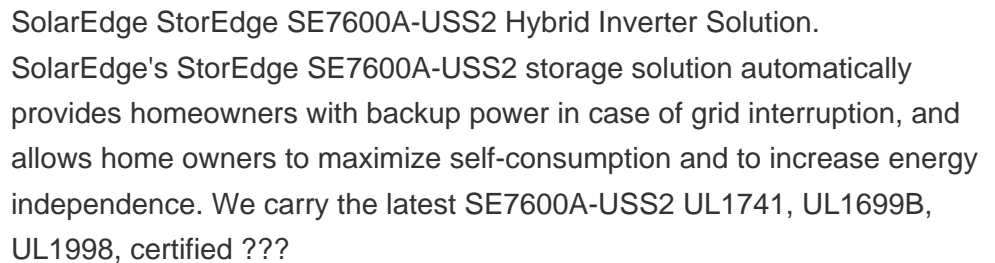 SolarEdge StorEdge SE7600A-USS2 Hybrid Inverter Solution.
SolarEdge's StorEdge SE7600A-USS2 storage solution automatically
provides homeowners with backup power in case of grid interruption, and
allows home owners to maximize self-consumption and to increase energy
independence. We carry the latest SE7600A-USS2 UL1741, UL1699B,
UL1998, certified ???